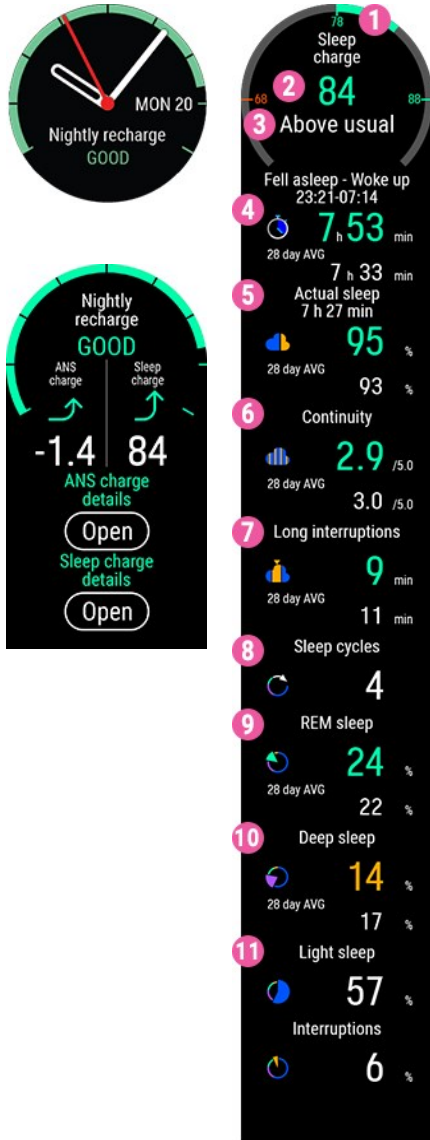 MON 20
Nightly recharge
GOOD
Nightly
recharge
GOOD
ANS
charge
Sleep
charge
-1.4
84
ANS charge
details
Open
Sleep charge
details
Open
1
78
Sleep
charge
2
68
84
88
3
Above usual
Fell asleep - Woke up
23:21-07:14
4
7 h 53 min
28 day AVG
7 h 33 min
5
Actual sleep
7 h 27 min
95 %
28 day AVG
93 %
6
Continuity
2.9 /5.0
28 day AVG
3.0 /5.0
7
Long interruptions
9 min
28 day AVG
11 min
8
Sleep cycles
4
9
REM sleep
24 %
28 day AVG
22 %
10
Deep sleep
14 %
28 day AVG
17 %
11
Light sleep
57 %
Interruptions
6 %